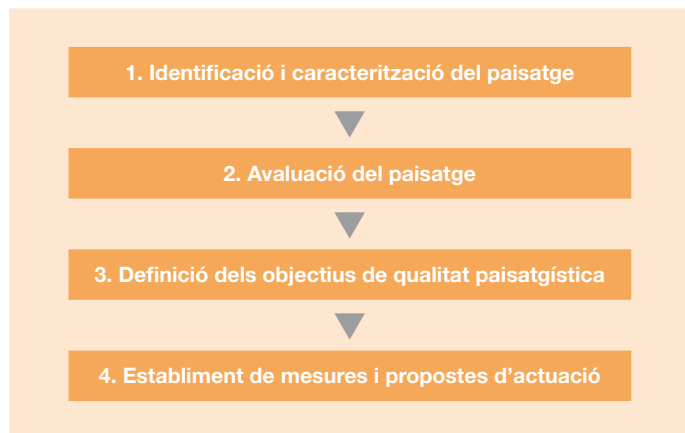 1. Identificació i caracterització del paisatge
2. Avaluació del paisatge
3. Definició dels objectius de qualitat paisatgística
4. Establiment de mesures i propostes d’actuació